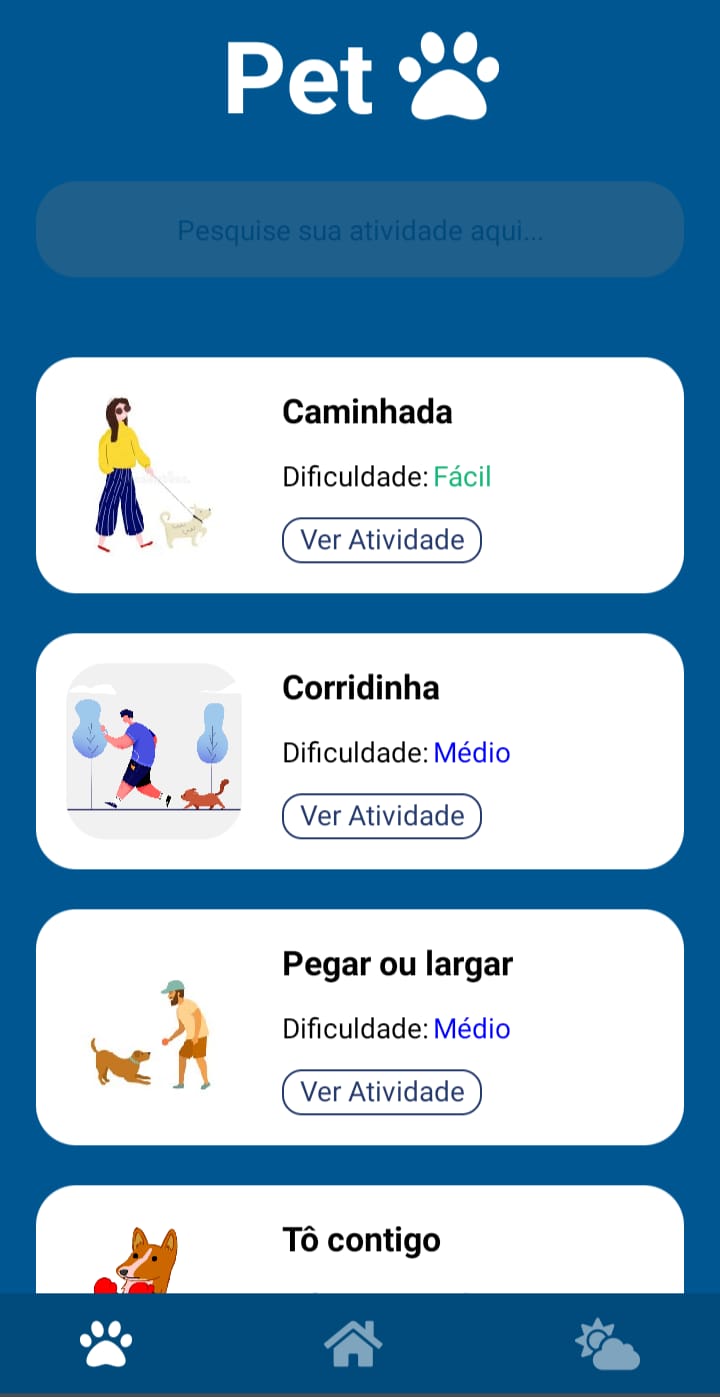 Pet
Pesquise sua atividade aqui...
Caminhada
Dificuldade: Fácil
Ver Atividade
Corridinha
Dificuldade: Médio
Ver Atividade
Pegar ou largar
Dificuldade: Médio
Ver Atividade
Tô contigo